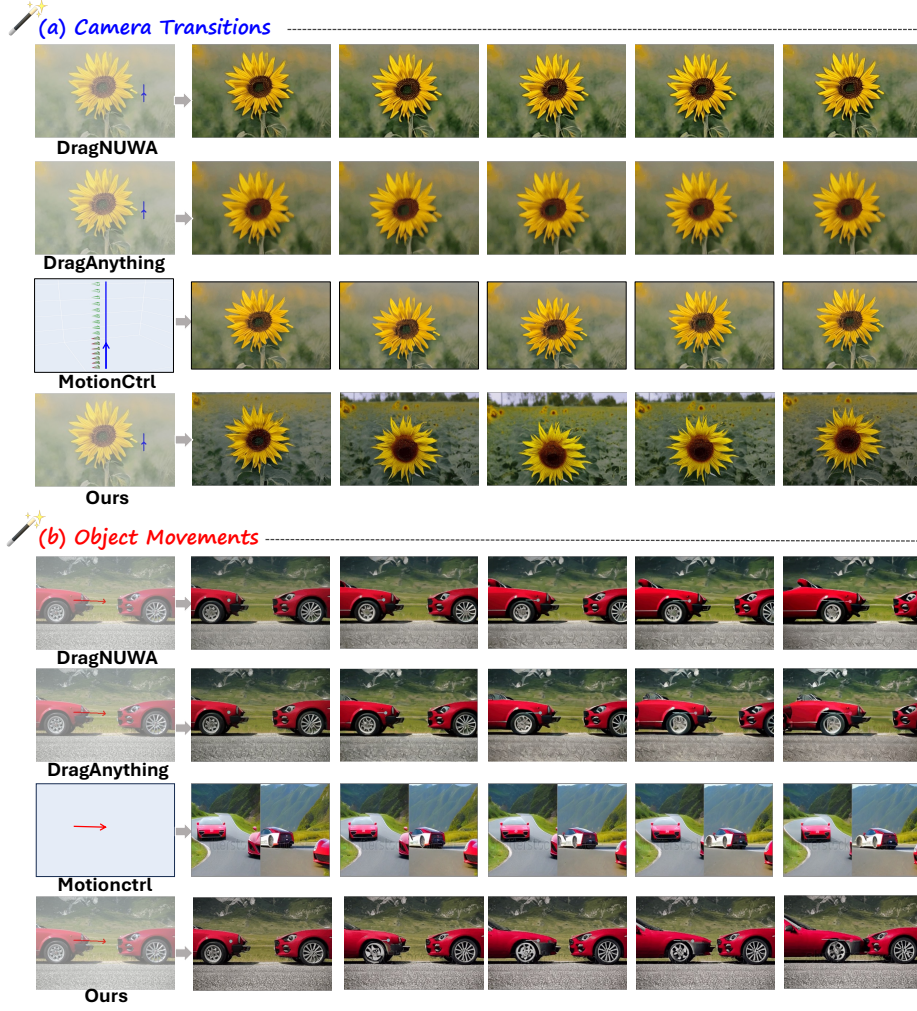 (a) Camera Transitions
DragNUWA
DragAnything
MotionCtrl
Ours
(b) Object Movements
DragNUWA
DragAnything
Motionctrl
Ours